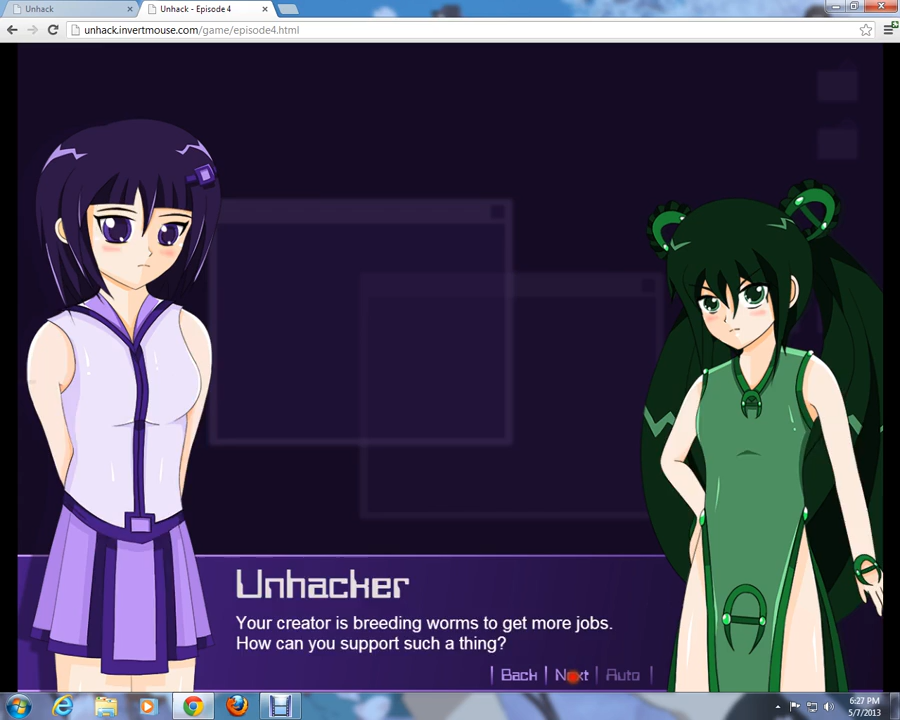 Unhack
Unhack - Episode 4
unhack.invertmouse.com/game/episode4.html
Unhacker
Your creator is breeding worms to get more jobs.
How can you support such a thing?
Back | Next | Auto |
6:27 PM
5/7/2013